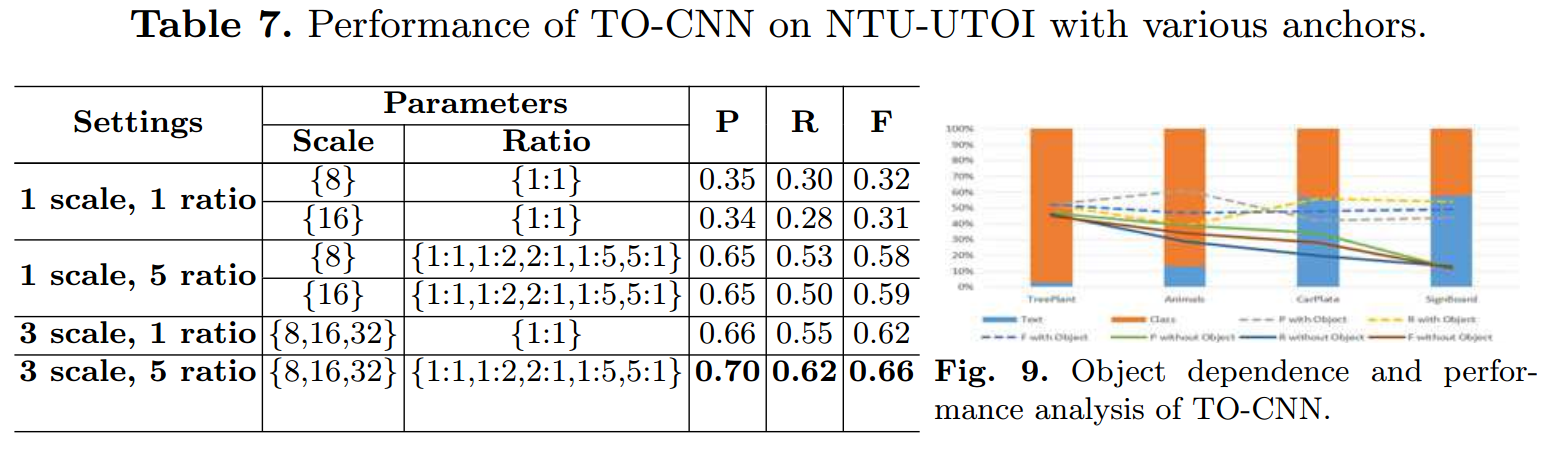 Table 7. Performance of TO-CNN on NTU-UTOI with various anchors.
Settings Parameters P R F
Scale Ratio
1 scale, 1 ratio {8} {1:1} 0.35 0.30 0.32
{16} {1:1} 0.34 0.28 0.31
1 scale, 5 ratio {8} {1:1,1:2,2:1,1:5,5:1} 0.65 0.53 0.58
{16} {1:1,1:2,2:1,1:5,5:1} 0.65 0.50 0.59
3 scale, 1 ratio {8,16,32} {1:1} 0.66 0.55 0.62
3 scale, 5 ratio {8,16,32} {1:1,1:2,2:1,1:5,5:1} 0.70 0.62 0.66
100%
90%
80%
70%
60%
50%
40%
30%
20%
10%
0%
TreePlant Animals CarPlate SignBoard
Text Class P with Object R with Object
F with Object P without Object R without Object F without Object
Fig. 9. Object dependence and perfor-
mance analysis of TO-CNN.